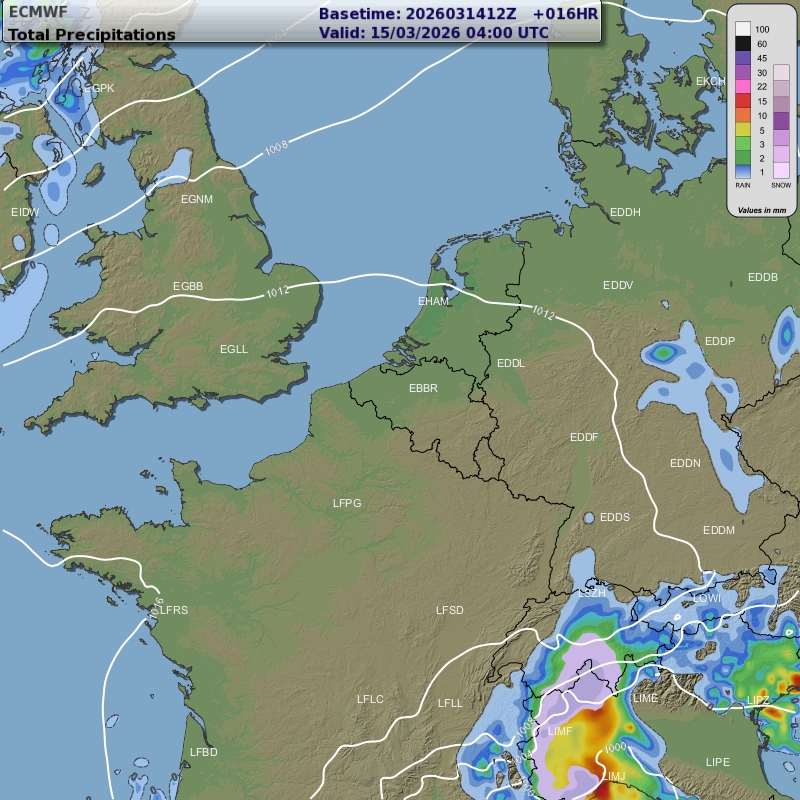 ECMWF
Basetime: 2026031412Z +016HR
Total Precipitations
Valid: 15/03/2026 04:00 UTC
100
60
45
30
22
15
10
5
3
2
1
RAIN
SNOW
Values in mm
EGPK
EKCH
1008
EGNM
EIDW
EDDH
EGBB
1012
EHAM
1012
EDDV
EDDB
EGLL
EDDP
EDDL
EBBR
EDDF
EDDN
LFPG
EDDS
EDDM
LSZH
LOWI
1016
LFRS
LFSD
LFLC
LFLL
LIME
LIPZ
1008
LIMF
LFBD
1004
1000
LIPE
LIMJ